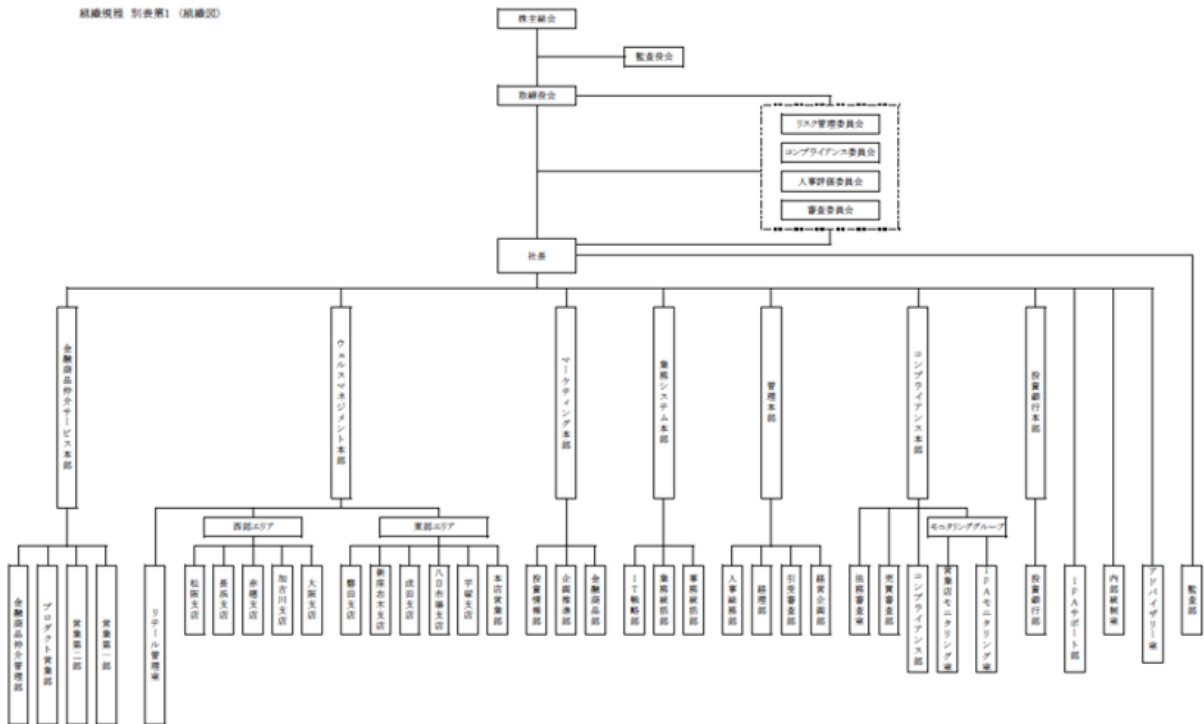 組織規程 別表第1 (組織図)
株主総会
監査役会
取締役会
リスク管理委員会
コンプライアンス委員会
人事評価委員会
審査委員会
社長
金融商品仲介サービス本部
ウェルスマネジメント本部
マーケティング本部
業務システム本部
管理本部
コンプライアンス本部
投資銀行本部
西部エリア
東部エリア
モニタリンググループ
金融商品仲介管理部
プロダクト営業部
営業第二部
営業第一部
リテール管理室
松阪支店
長浜支店
赤穂支店
加古川支店
大阪支店
磐田支店
新座志木支店
成田支店
八日市場支店
平塚支店
本店営業部
投資情報部
企画推進部
金融商品部
IT戦略部
業務統括部
事務統括部
人事総務部
経理部
引受審査部
経営企画部
法務審査室
売買審査室
コンプライアンス部
営業店モニタリング室
IFAモニタリング室
投資銀行部
IFAサポート部
内部統制室
アドバイザリー室
監査部